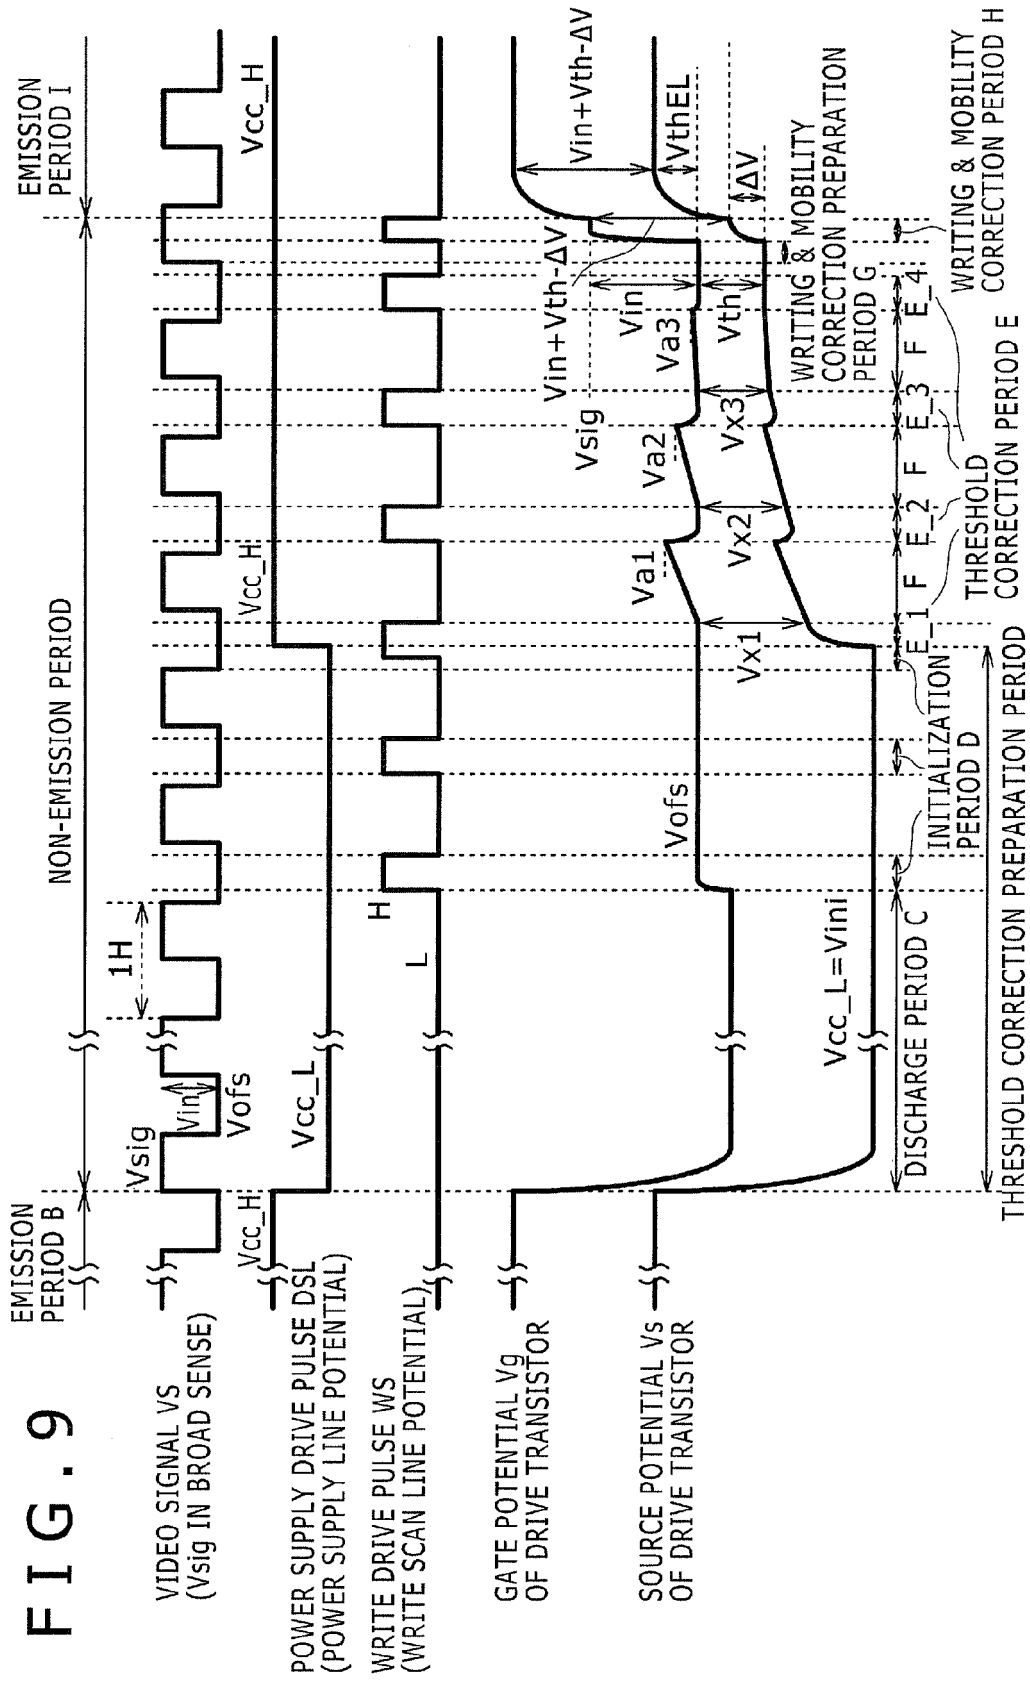 FIG.9
EMISSION
PERIOD B
NON-EMISSION PERIOD
EMISSION
PERIOD I
VIDEO SIGNAL VS
(Vsig IN BROAD SENSE)
Vsig
Vin
Vofs
1H
POWER SUPPLY DRIVE PULSE DSL
(POWER SUPPLY LINE POTENTIAL)
Vcc_H
Vcc_L
Vcc_H
Vcc_H
WRITE DRIVE PULSE WS
(WRITE SCAN LINE POTENTIAL)
H
L
GATE POTENTIAL Vg
OF DRIVE TRANSISTOR
Vofs
Va1
Va2
Va3
Vsig
Vin
Vin+Vth-ΔV
Vin+Vth-ΔV
SOURCE POTENTIAL Vs
OF DRIVE TRANSISTOR
Vcc_L=Vini
Vx1
Vx2
Vx3
Vth
ΔV
VthEL
WRITING & MOBILITY
CORRECTION PREPARATION
PERIOD G
DISCHARGE PERIOD C
INITIALIZATION
PERIOD D
E_1
F
E_2
F
E_3
F
E_4
THRESHOLD
CORRECTION PERIOD E
WRITING & MOBILITY
CORRECTION PERIOD H
THRESHOLD CORRECTION PREPARATION PERIOD